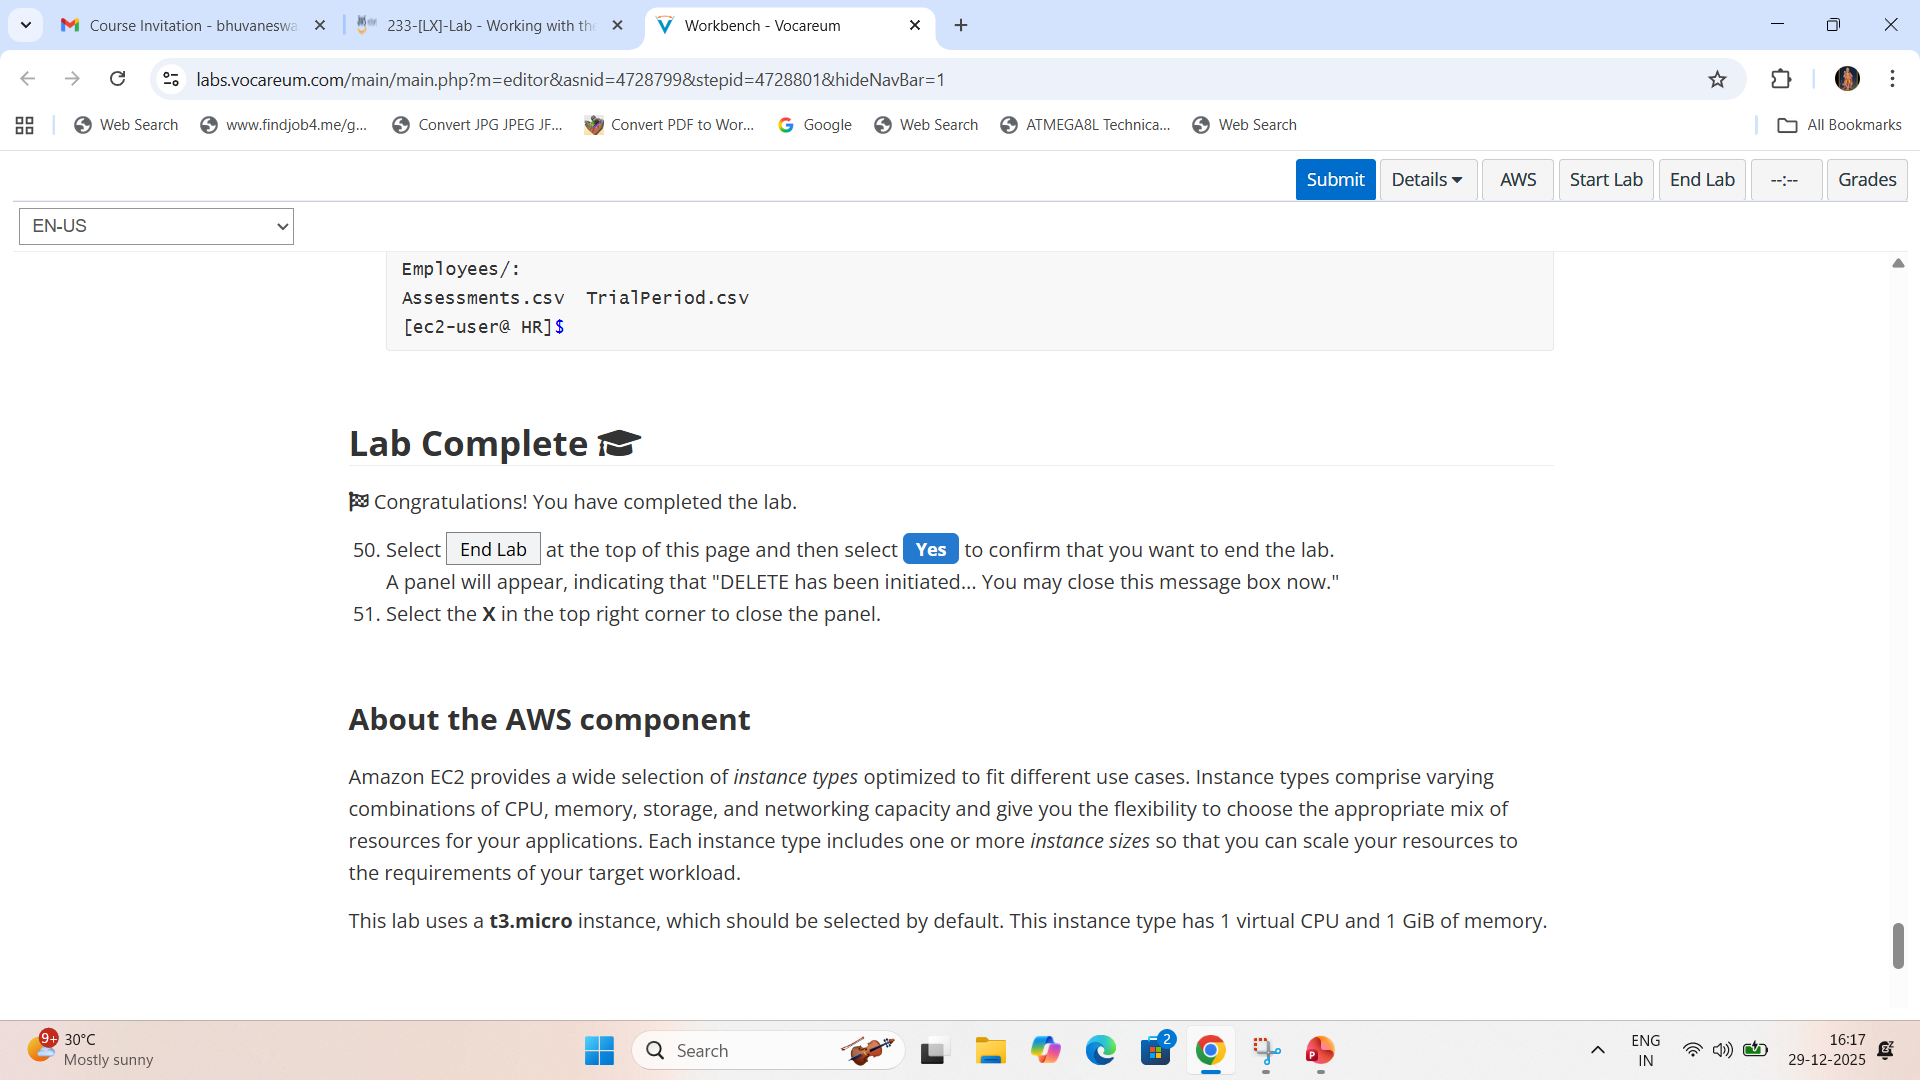 Course Invitation - bhuvaneswa
233-[LX]-Lab - Working with the
Workbench - Vocareum
labs.vocareum.com/main/main.php?m=editor&asnid=4728799&stepid=4728801&hideNavBar=1
Web Search
www.findjob4.me/g...
Convert JPG JPEG JF...
Convert PDF to Wor...
Google
Web Search
ATMEGA8L Technica...
Web Search
All Bookmarks
Submit
Details
AWS
Start Lab
End Lab
--:--
Grades
EN-US
Employees/:
Assessments.csv  TrialPeriod.csv
[ec2-user@ HR]$
Lab Complete
Congratulations! You have completed the lab.
50. Select End Lab at the top of this page and then select Yes to confirm that you want to end the lab.
A panel will appear, indicating that "DELETE has been initiated... You may close this message box now."
51. Select the X in the top right corner to close the panel.
About the AWS component
Amazon EC2 provides a wide selection of instance types optimized to fit different use cases. Instance types comprise varying
combinations of CPU, memory, storage, and networking capacity and give you the flexibility to choose the appropriate mix of
resources for your applications. Each instance type includes one or more instance sizes so that you can scale your resources to
the requirements of your target workload.
This lab uses a t3.micro instance, which should be selected by default. This instance type has 1 virtual CPU and 1 GiB of memory.
9+
30°C
Mostly sunny
Search
2
P
ENG
IN
16:17
29-12-2025